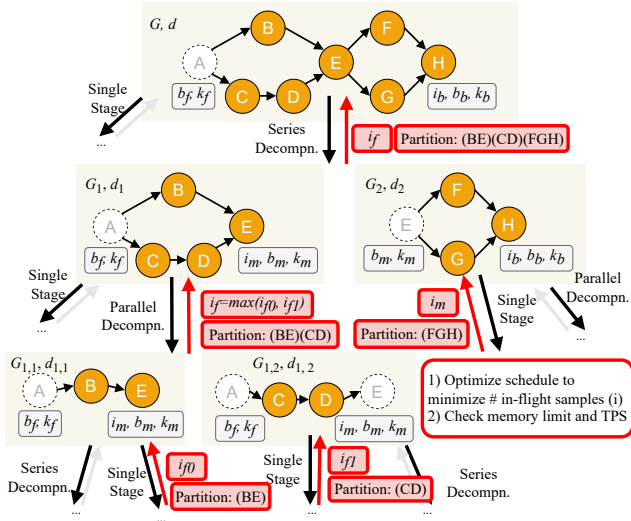 G, d
B
F
A
E
H
C
D
G
b_f, k_f
i_b, b_b, k_b
Single
Stage
...
Series
Decompn.
i_f
Partition: (BE)(CD)(FGH)
G_1, d_1
B
A
E
C
D
b_f, k_f
i_m, b_m, k_m
G_2, d_2
F
E
H
G
b_m, k_m
i_b, b_b, k_b
Single
Stage
...
Parallel
Decompn.
i_f=max(i_f0, i_f1)
Partition: (BE)(CD)
i_m
Partition: (FGH)
Single
Stage
Parallel
Decompn.
...
1) Optimize schedule to
minimize # in-flight samples (i)
2) Check memory limit and TPS
G_1,1, d_1,1
A
B
E
b_f, k_f
i_m, b_m, k_m
G_1,2, d_1, 2
A
C
D
E
b_f, k_f
i_m, b_m, k_m
Series
Decompn.
...
Single
Stage
...
i_f0
Partition: (BE)
Single
Stage
...
i_f1
Partition: (CD)
Series
Decompn.
...